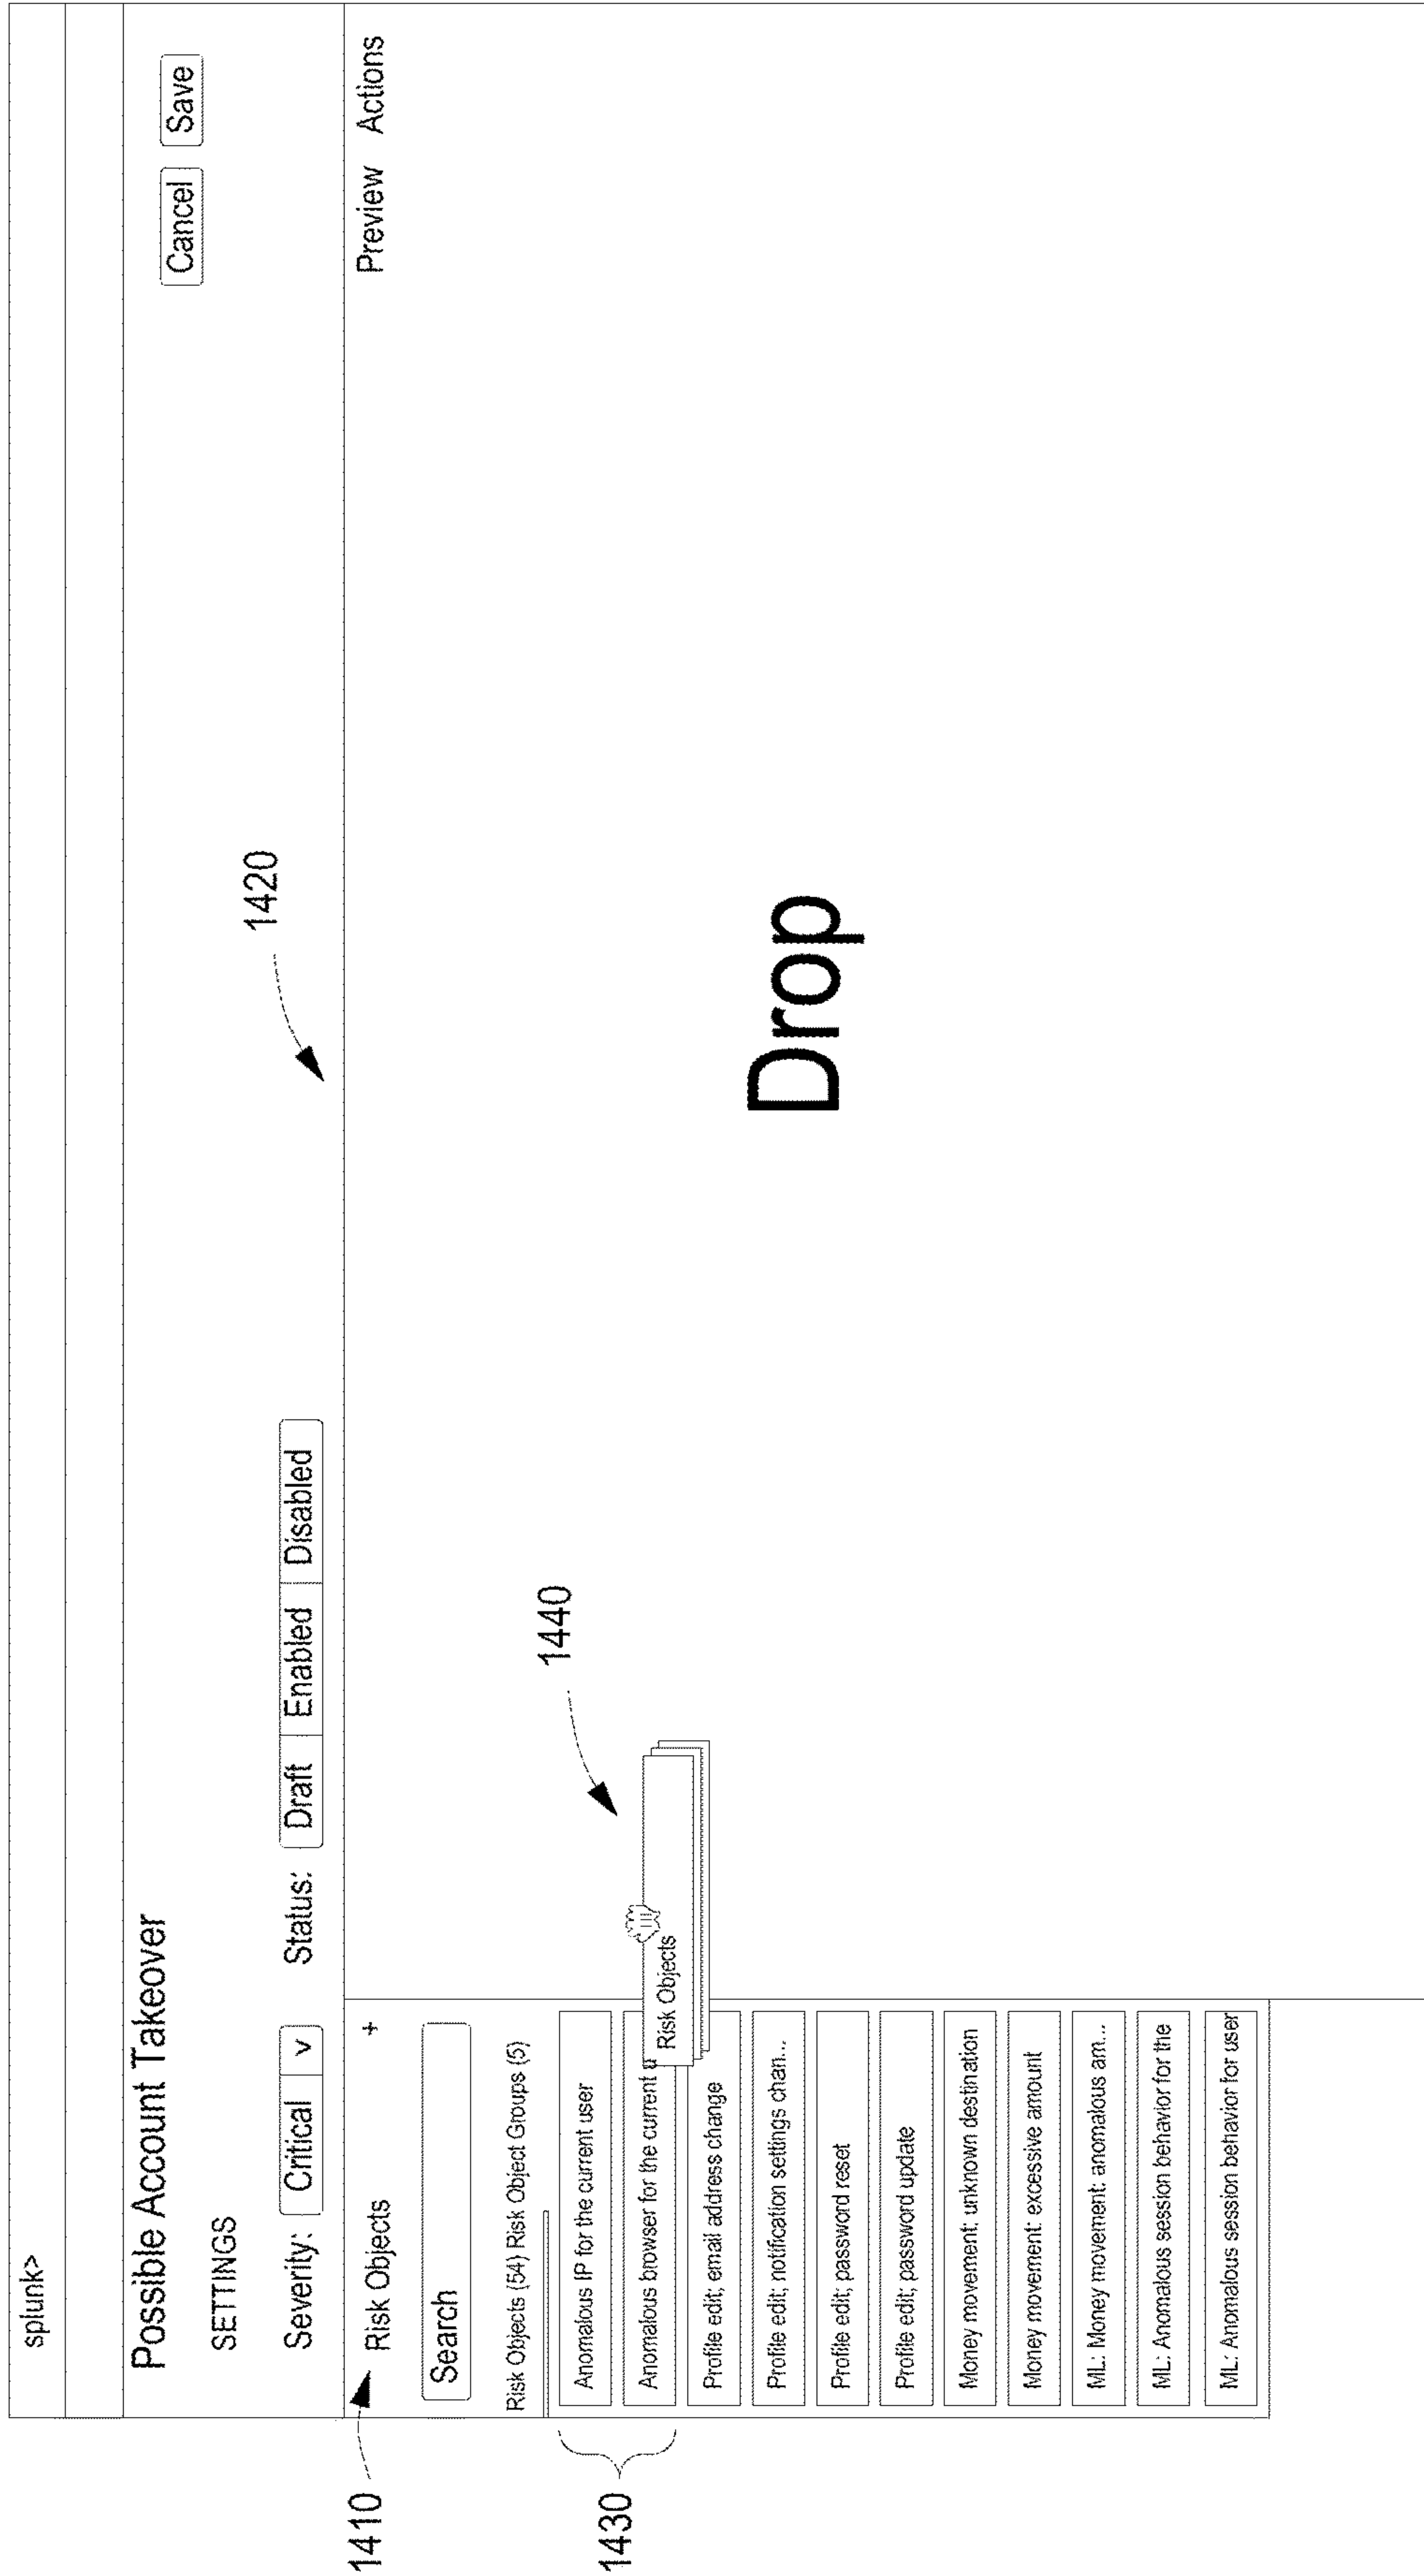 splunk>
Possible Account Takeover
Cancel Save
SETTINGS
Severity: Critical v Status: Draft Enabled Disabled
1420
1410
Risk Objects +
Preview Actions
Search
Risk Objects (54) Risk Object Groups (5)
1430
Anomalous IP for the current user
Anomalous browser for the current u
1440
Risk Objects
Profile edit; email address change
Profile edit; notification settings chan...
Profile edit; password reset
Profile edit; password update
Money movement: unknown destination
Money movement: excessive amount
ML: Money movement: anomalous am...
ML: Anomalous session behavior for the
ML: Anomalous session behavior for user
Drop